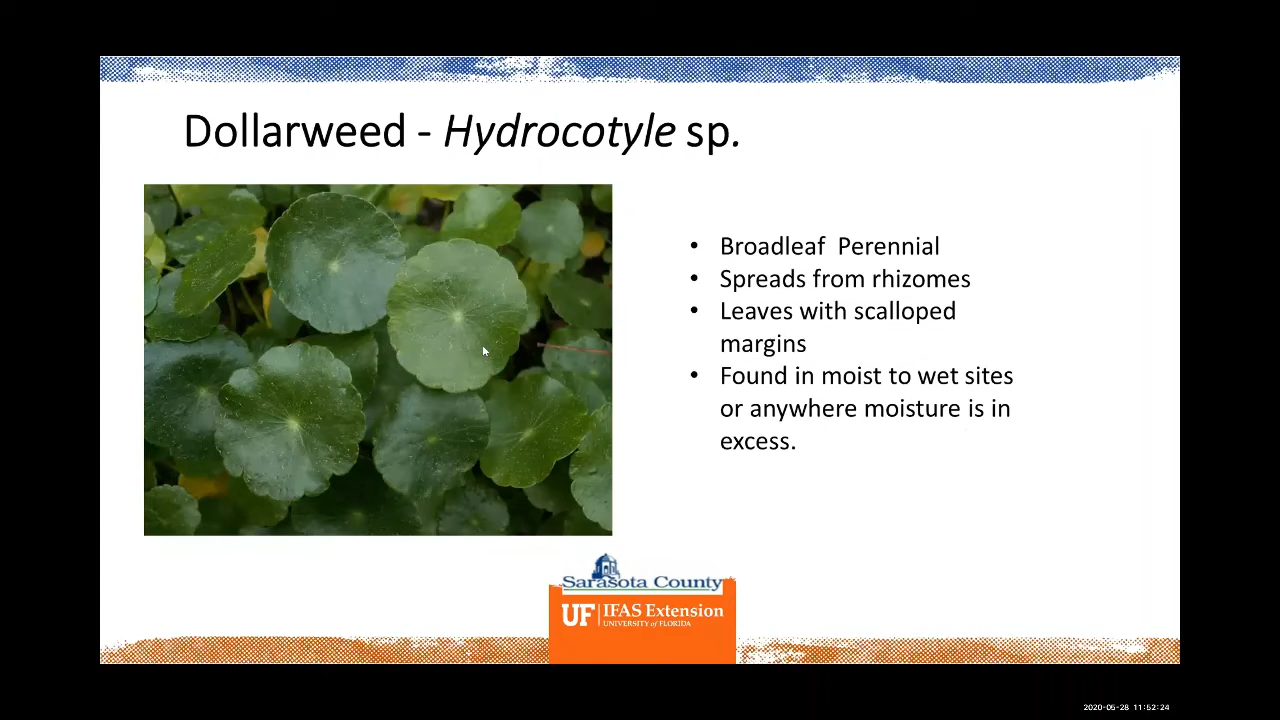 Dollarweed - Hydrocotyle sp.
• Broadleaf  Perennial
• Spreads from rhizomes
• Leaves with scalloped
margins
• Found in moist to wet sites
or anywhere moisture is in
excess.
Sarasota County
UF | IFAS Extension
UNIVERSITY of FLORIDA
2020-05-28 11:52:24